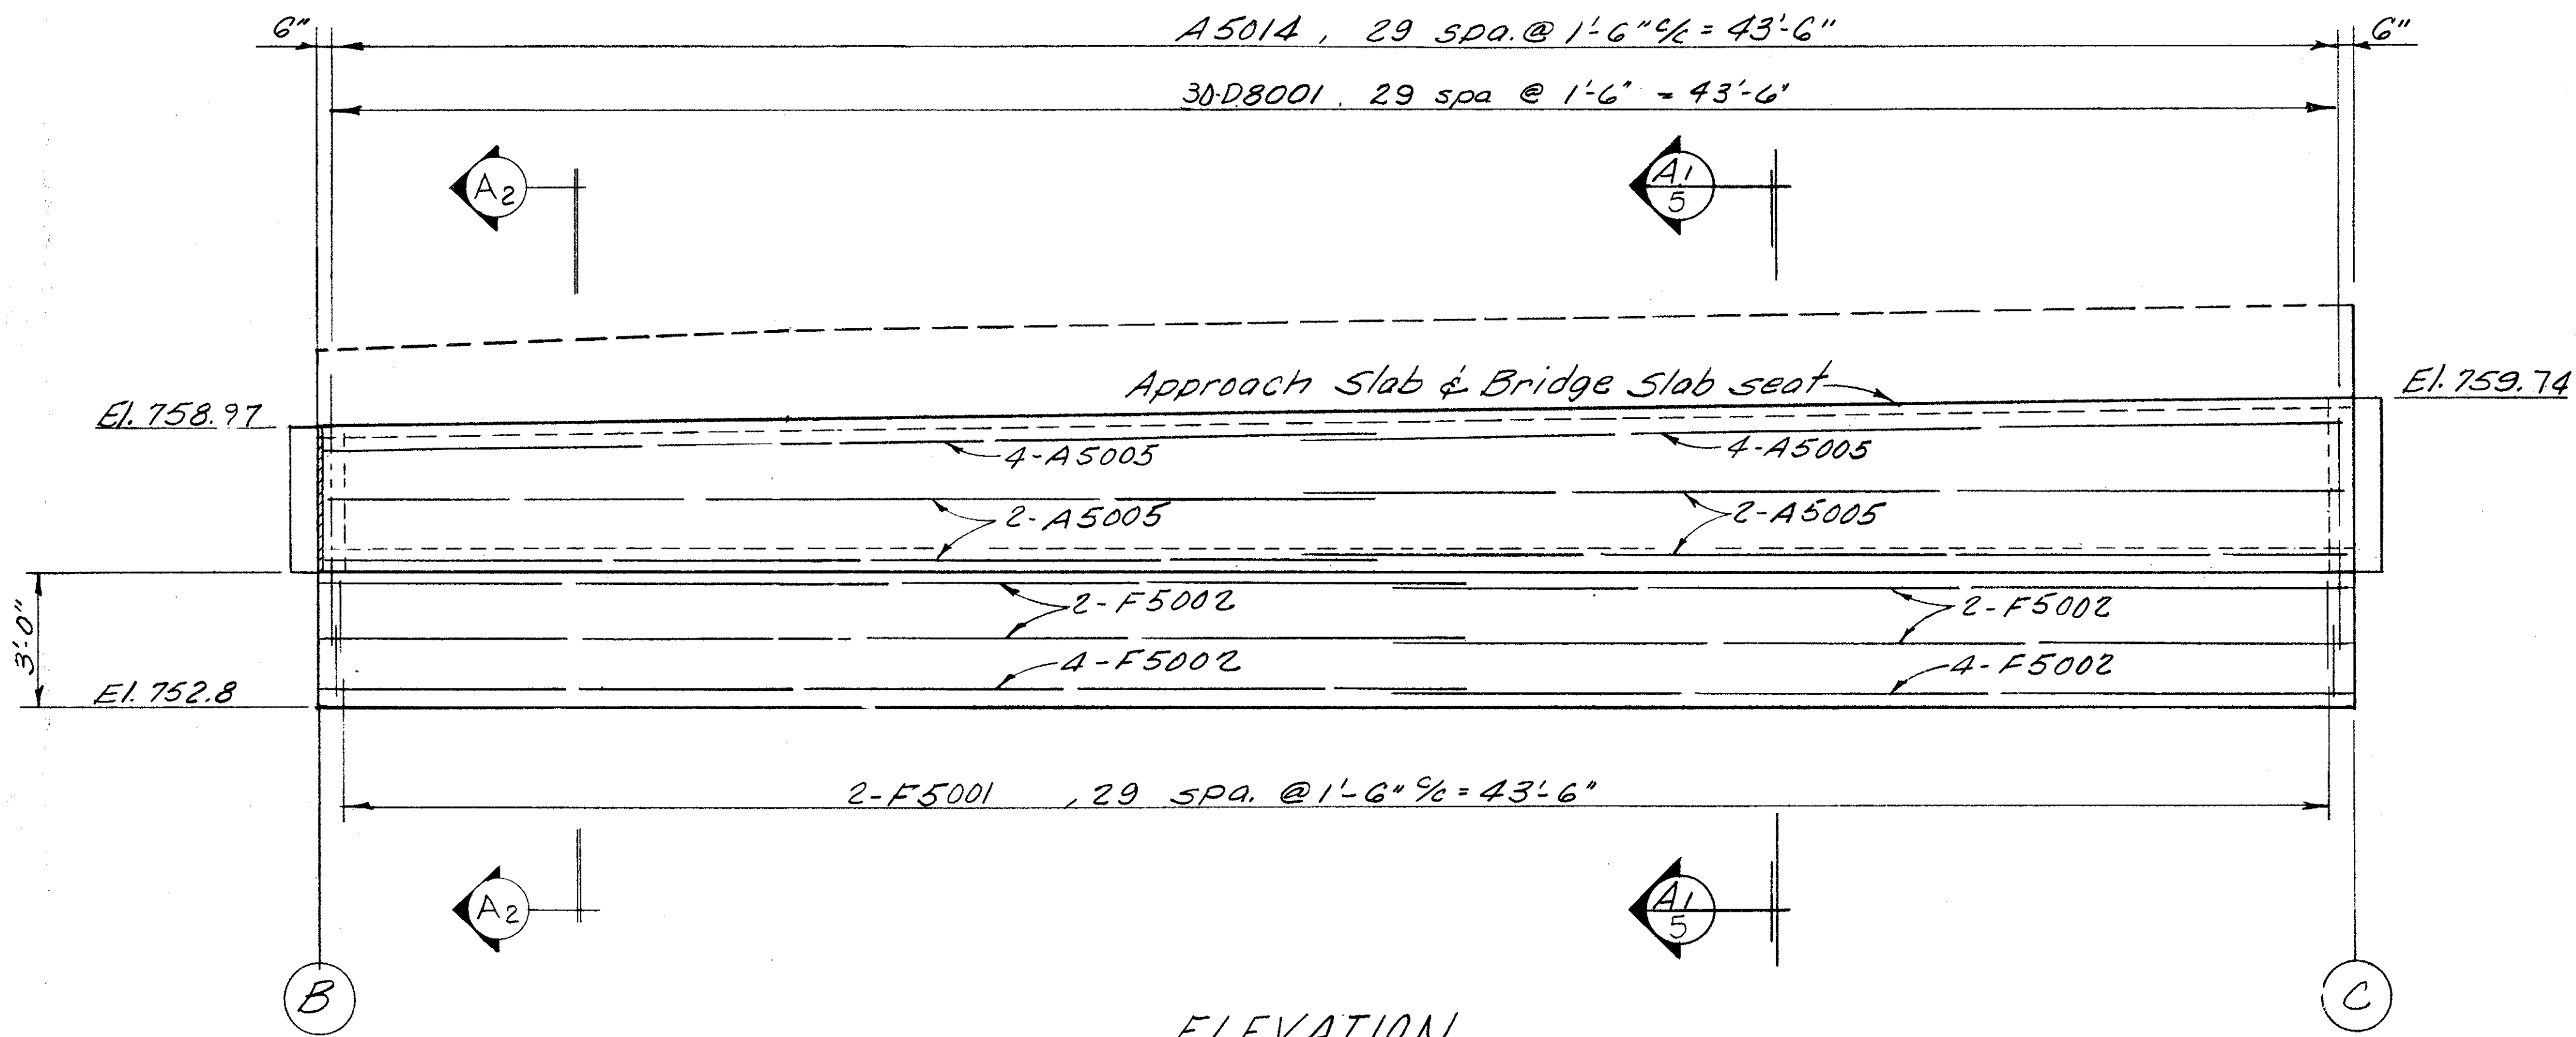 6" A5014, 29 spa. @ 1'-6" c/c = 43'-6" 6"
30-D8001. 29 spa @ 1'-6" = 43'-6"
A2 A1
5
Approach Slab & Bridge Slab seat
El. 758.97 El. 759.74
4-A5005 4-A5005
2-A5005 2-A5005
2-F5002 2-F5002
3'-0"
4-F5002 4-F5002
El. 752.8
2-F5001 , 29 spa. @ 1'-6" c/c = 43'-6"
A2 A1
5
B C
ELEVATION